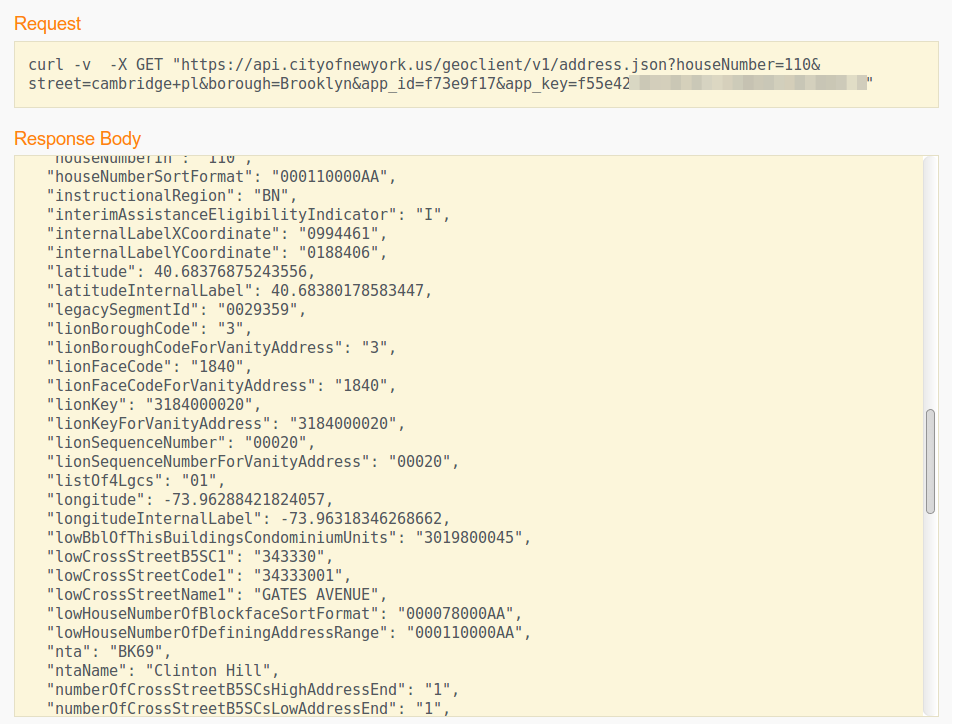 Request
curl -v  -X GET "https://api.cityofnewyork.us/geoclient/v1/address.json?houseNumber=110&
street=cambridge+pl&borough=Brooklyn&app_id=f73e9f17&app_key=f55e42"
Response Body
"houseNumberIn": "110",
"houseNumberSortFormat": "000110000AA",
"instructionalRegion": "BN",
"interimAssistanceEligibilityIndicator": "I",
"internalLabelXCoordinate": "0994461",
"internalLabelYCoordinate": "0188406",
"latitude": 40.68376875243556,
"latitudeInternalLabel": 40.68380178583447,
"legacySegmentId": "0029359",
"lionBoroughCode": "3",
"lionBoroughCodeForVanityAddress": "3",
"lionFaceCode": "1840",
"lionFaceCodeForVanityAddress": "1840",
"lionKey": "3184000020",
"lionKeyForVanityAddress": "3184000020",
"lionSequenceNumber": "00020",
"lionSequenceNumberForVanityAddress": "00020",
"listOf4Lgcs": "01",
"longitude": -73.96288421824057,
"longitudeInternalLabel": -73.96318346268662,
"lowBblOfThisBuildingsCondominiumUnits": "3019800045",
"lowCrossStreetB5SC1": "343330",
"lowCrossStreetCode1": "34333001",
"lowCrossStreetName1": "GATES AVENUE",
"lowHouseNumberOfBlockfaceSortFormat": "000078000AA",
"lowHouseNumberOfDefiningAddressRange": "000110000AA",
"nta": "BK69",
"ntaName": "Clinton Hill",
"numberOfCrossStreetB5SCsHighAddressEnd": "1",
"numberOfCrossStreetB5SCsLowAddressEnd": "1",